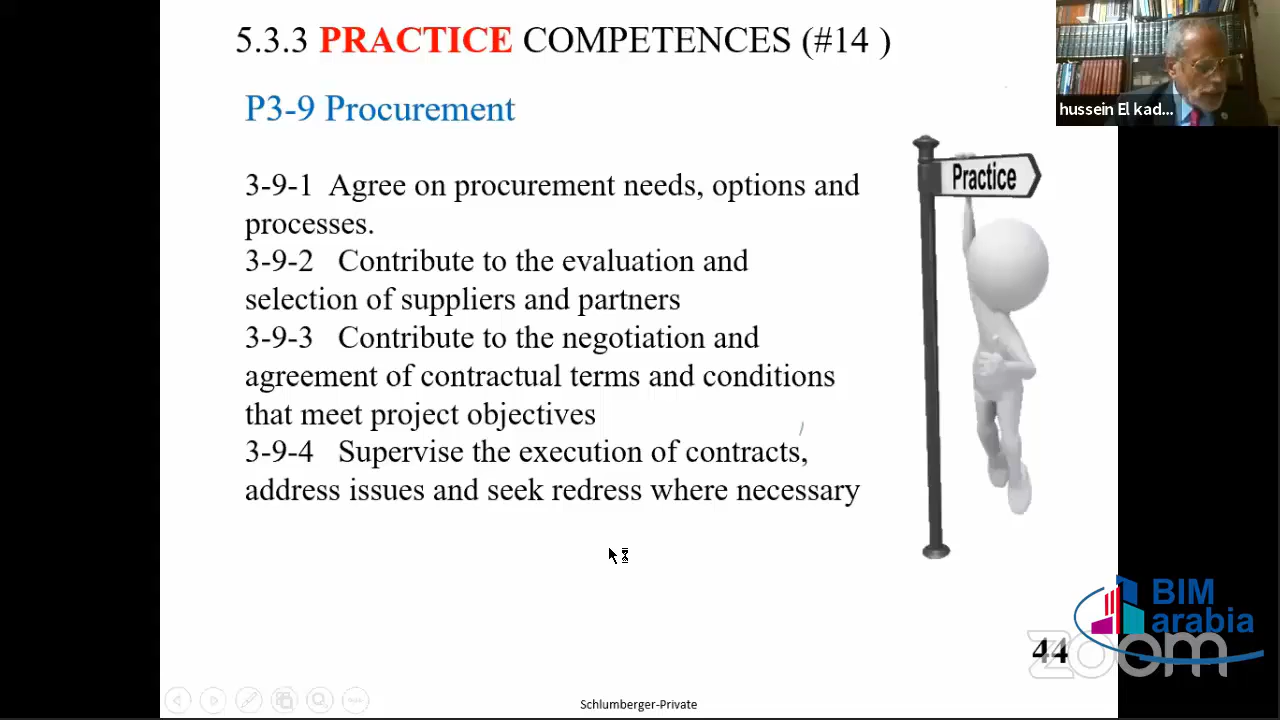 5.3.3 PRACTICE COMPETENCES (#14 )
hussein El kad...
P3-9 Procurement
Practice
3-9-1 Agree on procurement needs, options and
processes.
3-9-2 Contribute to the evaluation and
selection of suppliers and partners
3-9-3 Contribute to the negotiation and
agreement of contractual terms and conditions
that meet project objectives
3-9-4 Supervise the execution of contracts,
address issues and seek redress where necessary
BIM
arabia
zoom
44
Schlumberger-Private